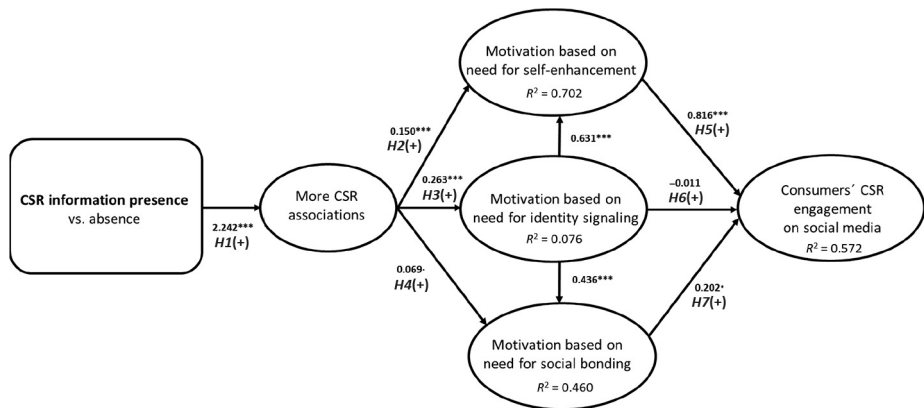 Motivation based on
need for self-enhancement
R² = 0.702
0.150***
H2(+)
0.816***
H5(+)
0.631***
CSR information presence
vs. absence
2.242***
H1(+)
More CSR
associations
0.263***
H3(+)
Motivation based on
need for identity signaling
R² = 0.076
−0.011
H6(+)
Consumers´ CSR
engagement
on social media
R² = 0.572
0.069·
H4(+)
0.436***
0.202·
H7(+)
Motivation based on
need for social bonding
R² = 0.460